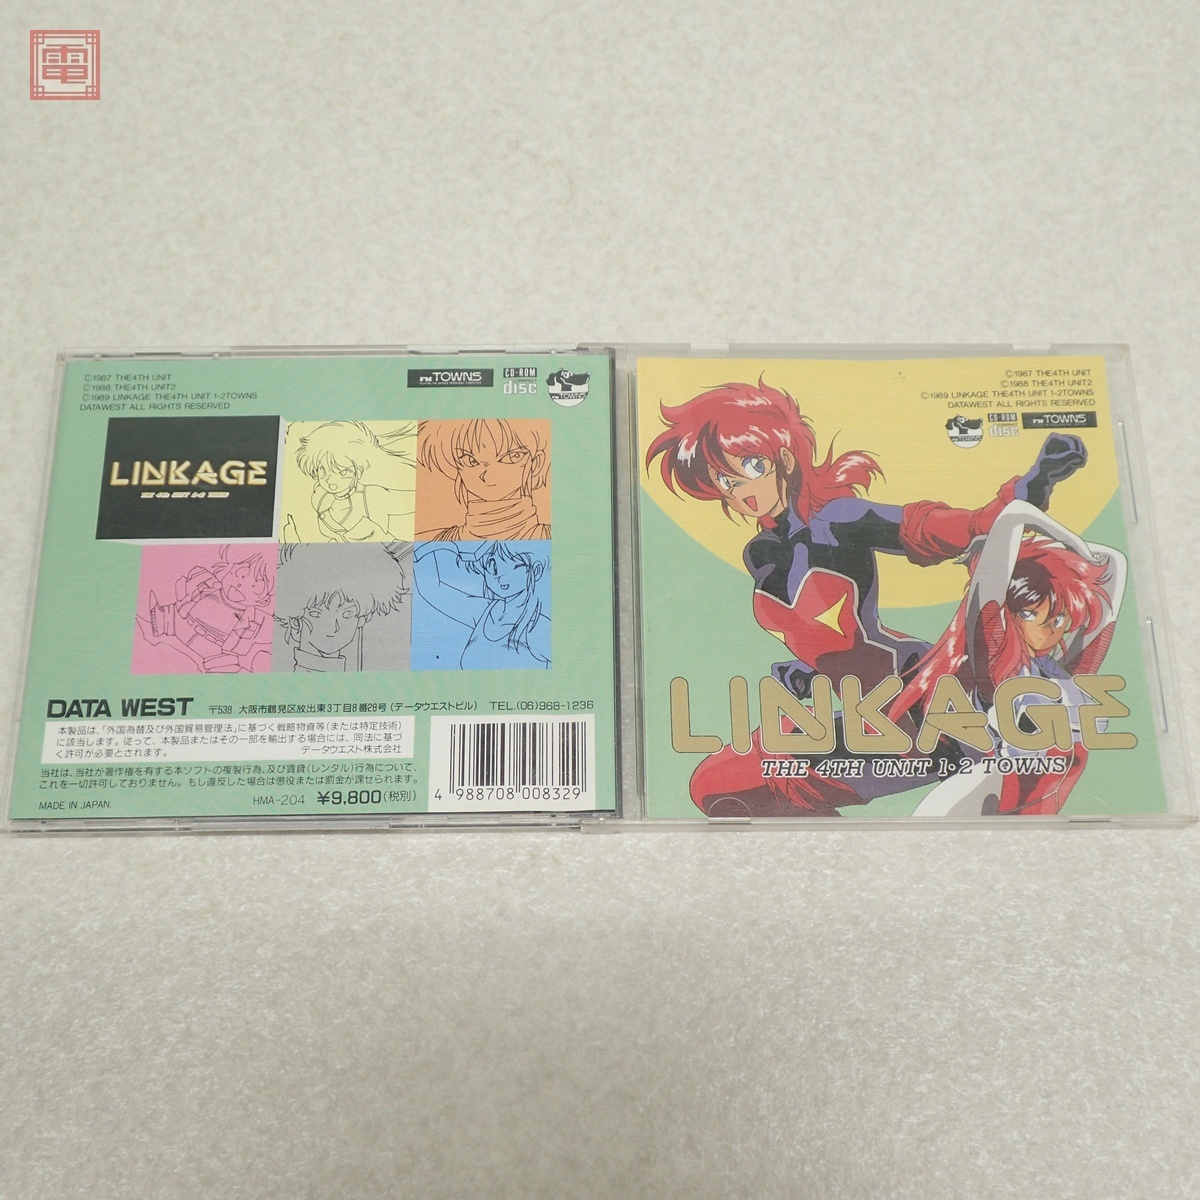 電
©1987 THE4TH UNIT
©1988 THE4TH UNIT2
©1989 LINKAGE THE4TH UNIT 1-2TOWNS
DATAWEST ALL RIGHTS RESERVED
FM TOWNS
CD-ROM
COMPACT
disc
FM TOWNS
LINKAGE
THE 4TH UNIT 1・2 TOWNS
DATA WEST
〒538 大阪市鶴見区放出東3丁目8番28号(データウエストビル) TEL.(06)968-1236
本製品は、「外国為替及び外国貿易管理法」に基づく戦略物資等(または特定技術)
に該当します。従って、本製品またはその一部を輸出する場合には、同法に基づ
く許可が必要とされます。
データウエスト株式会社
当社は、当社が著作権を有する本ソフトの複製行為、及び賃貸(レンタル)行為について、
これを一切許可しておりません。もし違反した場合は懲役または罰金が課せられます。
MADE IN JAPAN.
HMA-204 ¥9,800(税別)
4 988708 008329
©1987 THE4TH UNIT
©1988 THE4TH UNIT2
©1989 LINKAGE THE4TH UNIT 1-2TOWNS
DATAWEST ALL RIGHTS RESERVED
FM TOWNS
CD-ROM
disc
FM TOWNS
LINKAGE
THE 4TH UNIT 1・2 TOWNS